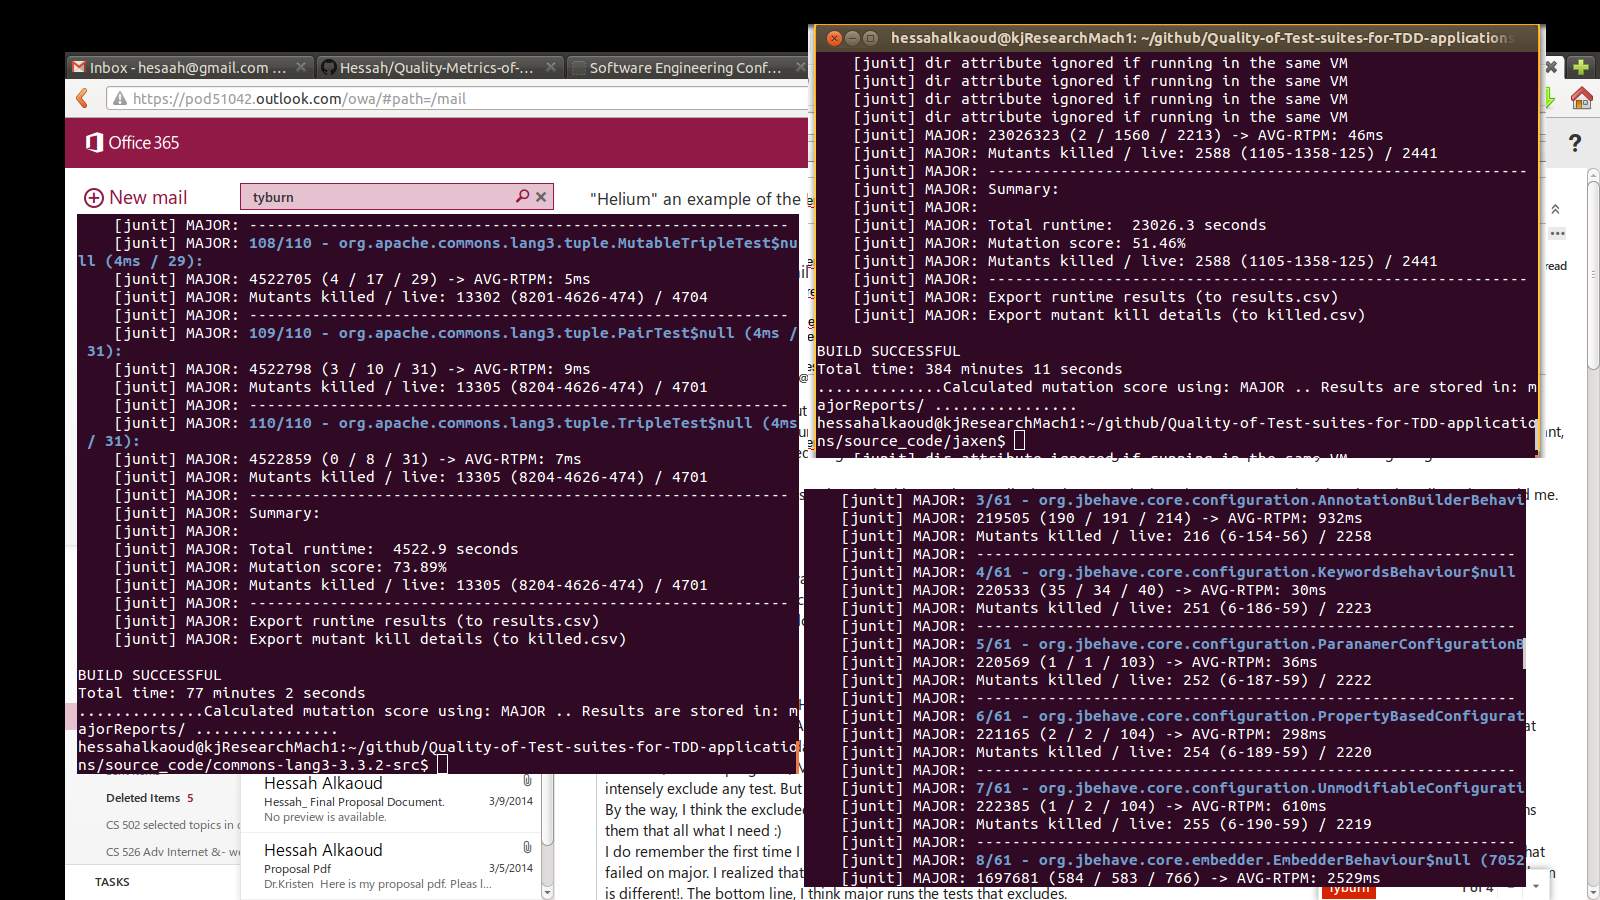 Inbox - hesaah@gmail.com ...
Hessah/Quality-Metrics-of-...
Software Engineering Conf...
https://pod51042.outlook.com/owa/#path=/mail
Office 365
?
New mail
tyburn
"Helium" an example of the
[junit] MAJOR: ------------------------------------------------------------
[junit] MAJOR: 108/110 - org.apache.commons.lang3.tuple.MutableTripleTest$nu
ll (4ms / 29):
[junit] MAJOR: 4522705 (4 / 17 / 29) -> AVG-RTPM: 5ms
[junit] MAJOR: Mutants killed / live: 13302 (8201-4626-474) / 4704
[junit] MAJOR: ------------------------------------------------------------
[junit] MAJOR: 109/110 - org.apache.commons.lang3.tuple.PairTest$null (4ms /
31):
[junit] MAJOR: 4522798 (3 / 10 / 31) -> AVG-RTPM: 9ms
[junit] MAJOR: Mutants killed / live: 13305 (8204-4626-474) / 4701
[junit] MAJOR: ------------------------------------------------------------
[junit] MAJOR: 110/110 - org.apache.commons.lang3.tuple.TripleTest$null (4ms
/ 31):
[junit] MAJOR: 4522859 (0 / 8 / 31) -> AVG-RTPM: 7ms
[junit] MAJOR: Mutants killed / live: 13305 (8204-4626-474) / 4701
[junit] MAJOR: ------------------------------------------------------------
[junit] MAJOR: Summary:
[junit] MAJOR:
[junit] MAJOR: Total runtime:  4522.9 seconds
[junit] MAJOR: Mutation score: 73.89%
[junit] MAJOR: Mutants killed / live: 13305 (8204-4626-474) / 4701
[junit] MAJOR: ------------------------------------------------------------
[junit] MAJOR: Export runtime results (to results.csv)
[junit] MAJOR: Export mutant kill details (to killed.csv)
BUILD SUCCESSFUL
Total time: 77 minutes 2 seconds
..............Calculated mutation score using: MAJOR .. Results are stored in: m
ajorReports/ ................
hessahalkaoud@kjResearchMach1:~/github/Quality-of-Test-suites-for-TDD-applicatio
ns/source_code/commons-lang3-3.3.2-src$
hessahalkaoud@kjResearchMach1: ~/github/Quality-of-Test-suites-for-TDD-applications
[junit] dir attribute ignored if running in the same VM
[junit] dir attribute ignored if running in the same VM
[junit] dir attribute ignored if running in the same VM
[junit] dir attribute ignored if running in the same VM
[junit] MAJOR: 23026323 (2 / 1560 / 2213) -> AVG-RTPM: 46ms
[junit] MAJOR: Mutants killed / live: 2588 (1105-1358-125) / 2441
[junit] MAJOR: ------------------------------------------------------------
[junit] MAJOR: Summary:
[junit] MAJOR:
[junit] MAJOR: Total runtime:  23026.3 seconds
[junit] MAJOR: Mutation score: 51.46%
[junit] MAJOR: Mutants killed / live: 2588 (1105-1358-125) / 2441
[junit] MAJOR: ------------------------------------------------------------
[junit] MAJOR: Export runtime results (to results.csv)
[junit] MAJOR: Export mutant kill details (to killed.csv)
BUILD SUCCESSFUL
Total time: 384 minutes 11 seconds
..............Calculated mutation score using: MAJOR .. Results are stored in: m
ajorReports/ ................
hessahalkaoud@kjResearchMach1:~/github/Quality-of-Test-suites-for-TDD-applicatio
ns/source_code/jaxen$
read
ant,
me.
[junit] MAJOR: 3/61 - org.jbehave.core.configuration.AnnotationBuilderBehavi
[junit] MAJOR: 219505 (190 / 191 / 214) -> AVG-RTPM: 932ms
[junit] MAJOR: Mutants killed / live: 216 (6-154-56) / 2258
[junit] MAJOR: ------------------------------------------------------------
[junit] MAJOR: 4/61 - org.jbehave.core.configuration.KeywordsBehaviour$null
[junit] MAJOR: 220533 (35 / 34 / 40) -> AVG-RTPM: 30ms
[junit] MAJOR: Mutants killed / live: 251 (6-186-59) / 2223
[junit] MAJOR: ------------------------------------------------------------
[junit] MAJOR: 5/61 - org.jbehave.core.configuration.ParanamerConfigurationB
[junit] MAJOR: 220569 (1 / 1 / 103) -> AVG-RTPM: 36ms
[junit] MAJOR: Mutants killed / live: 252 (6-187-59) / 2222
[junit] MAJOR: ------------------------------------------------------------
[junit] MAJOR: 6/61 - org.jbehave.core.configuration.PropertyBasedConfigurat
[junit] MAJOR: 221165 (2 / 2 / 104) -> AVG-RTPM: 298ms
[junit] MAJOR: Mutants killed / live: 254 (6-189-59) / 2220
[junit] MAJOR: ------------------------------------------------------------
[junit] MAJOR: 7/61 - org.jbehave.core.configuration.UnmodifiableConfigurati
[junit] MAJOR: 222385 (1 / 2 / 104) -> AVG-RTPM: 610ms
[junit] MAJOR: Mutants killed / live: 255 (6-190-59) / 2219
[junit] MAJOR: ------------------------------------------------------------
[junit] MAJOR: 8/61 - org.jbehave.core.embedder.EmbedderBehaviour$null (7052
[junit] MAJOR: 1697681 (584 / 583 / 766) -> AVG-RTPM: 2529ms
Deleted Items 5
CS 502 selected topics in c
CS 526 Adv Internet &- we
TASKS
Hessah Alkaoud
Hessah_ Final Proposal Document. 3/9/2014
No preview is available.
Hessah Alkaoud
Proposal Pdf 3/5/2014
Dr.Kristen Here is my proposal pdf. Pleas l...
intensely exclude any test. But
By the way, I think the excluded
them that all what I need :)
I do remember the first time I
failed on major. I realized that
is different!. The bottom line, I think major runs the tests that excludes.
Tyburn
1 of 4